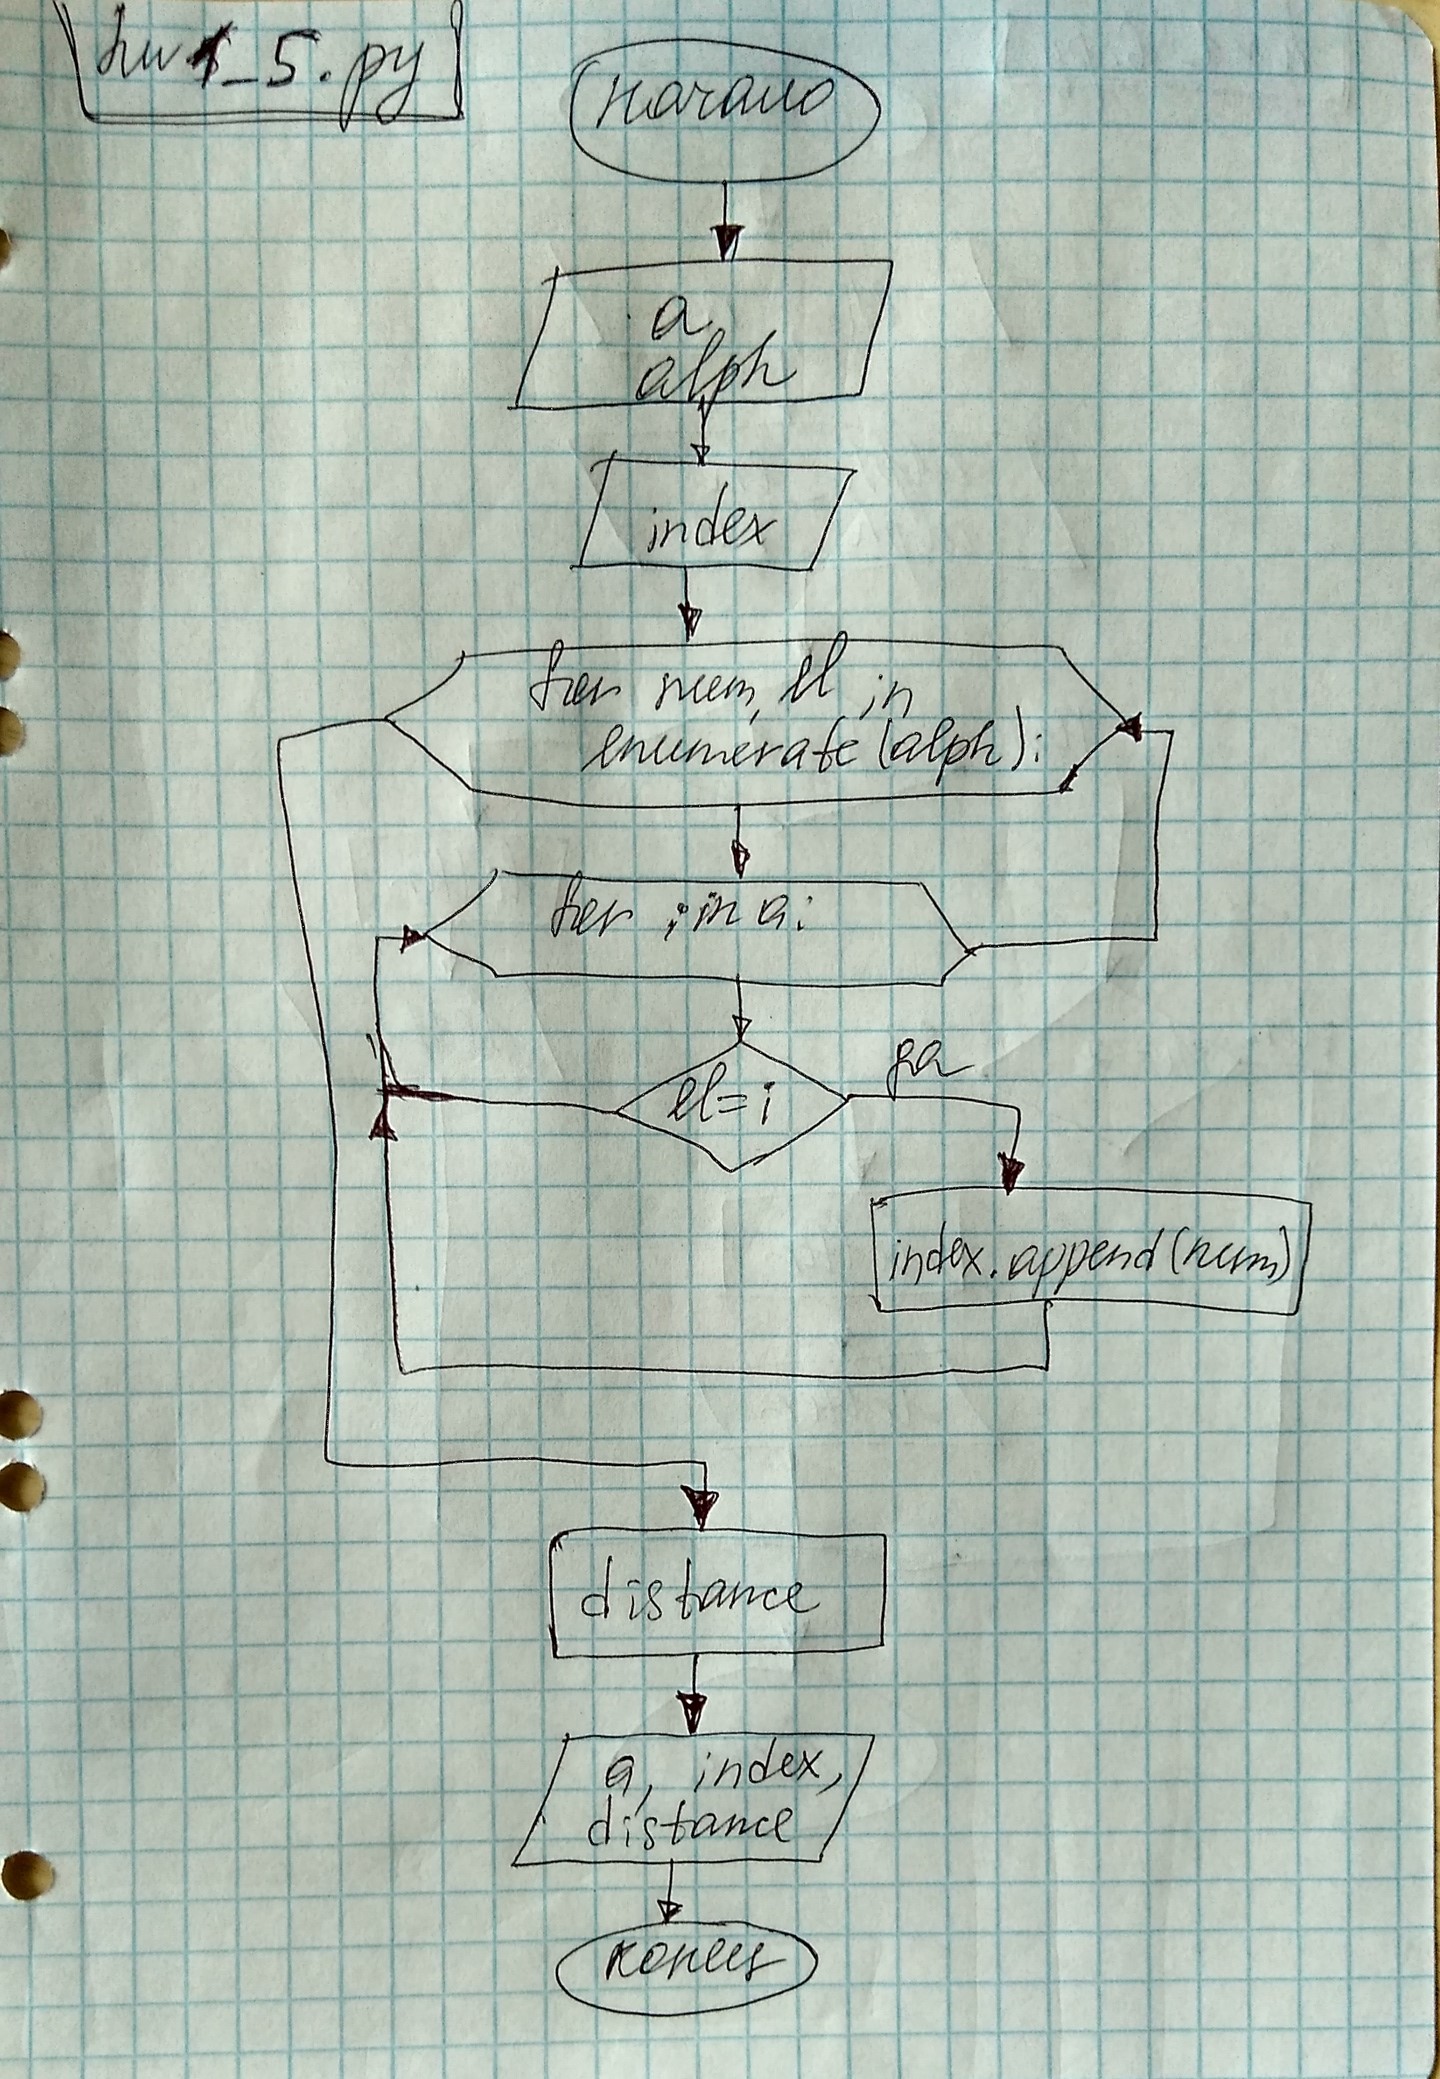 hw1_5.py
начало
a,
alph
index
for num, el in
enumerate(alph):
for i in a:
el=i
да
index.append(num)
distance
a, index,
distance
конец